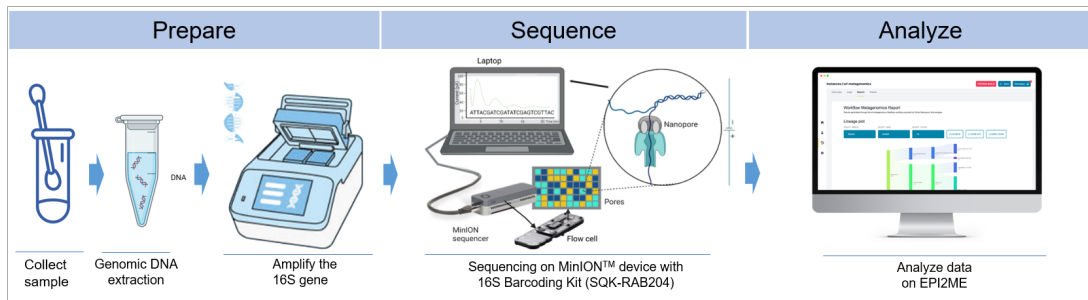 Prepare
Sequence
Analyze
Laptop
ATTACGATCGATATCGAGTCGTTAC
Nanopore
DNA
Pores
MinION
sequencer
Flow cell
Workflow Metagenomics Report
Lineage plot
Collect
sample
Genomic DNA
extraction
Amplify the
16S gene
Sequencing on MinION™ device with
16S Barcoding Kit (SQK-RAB204)
Analyze data
on EPI2ME